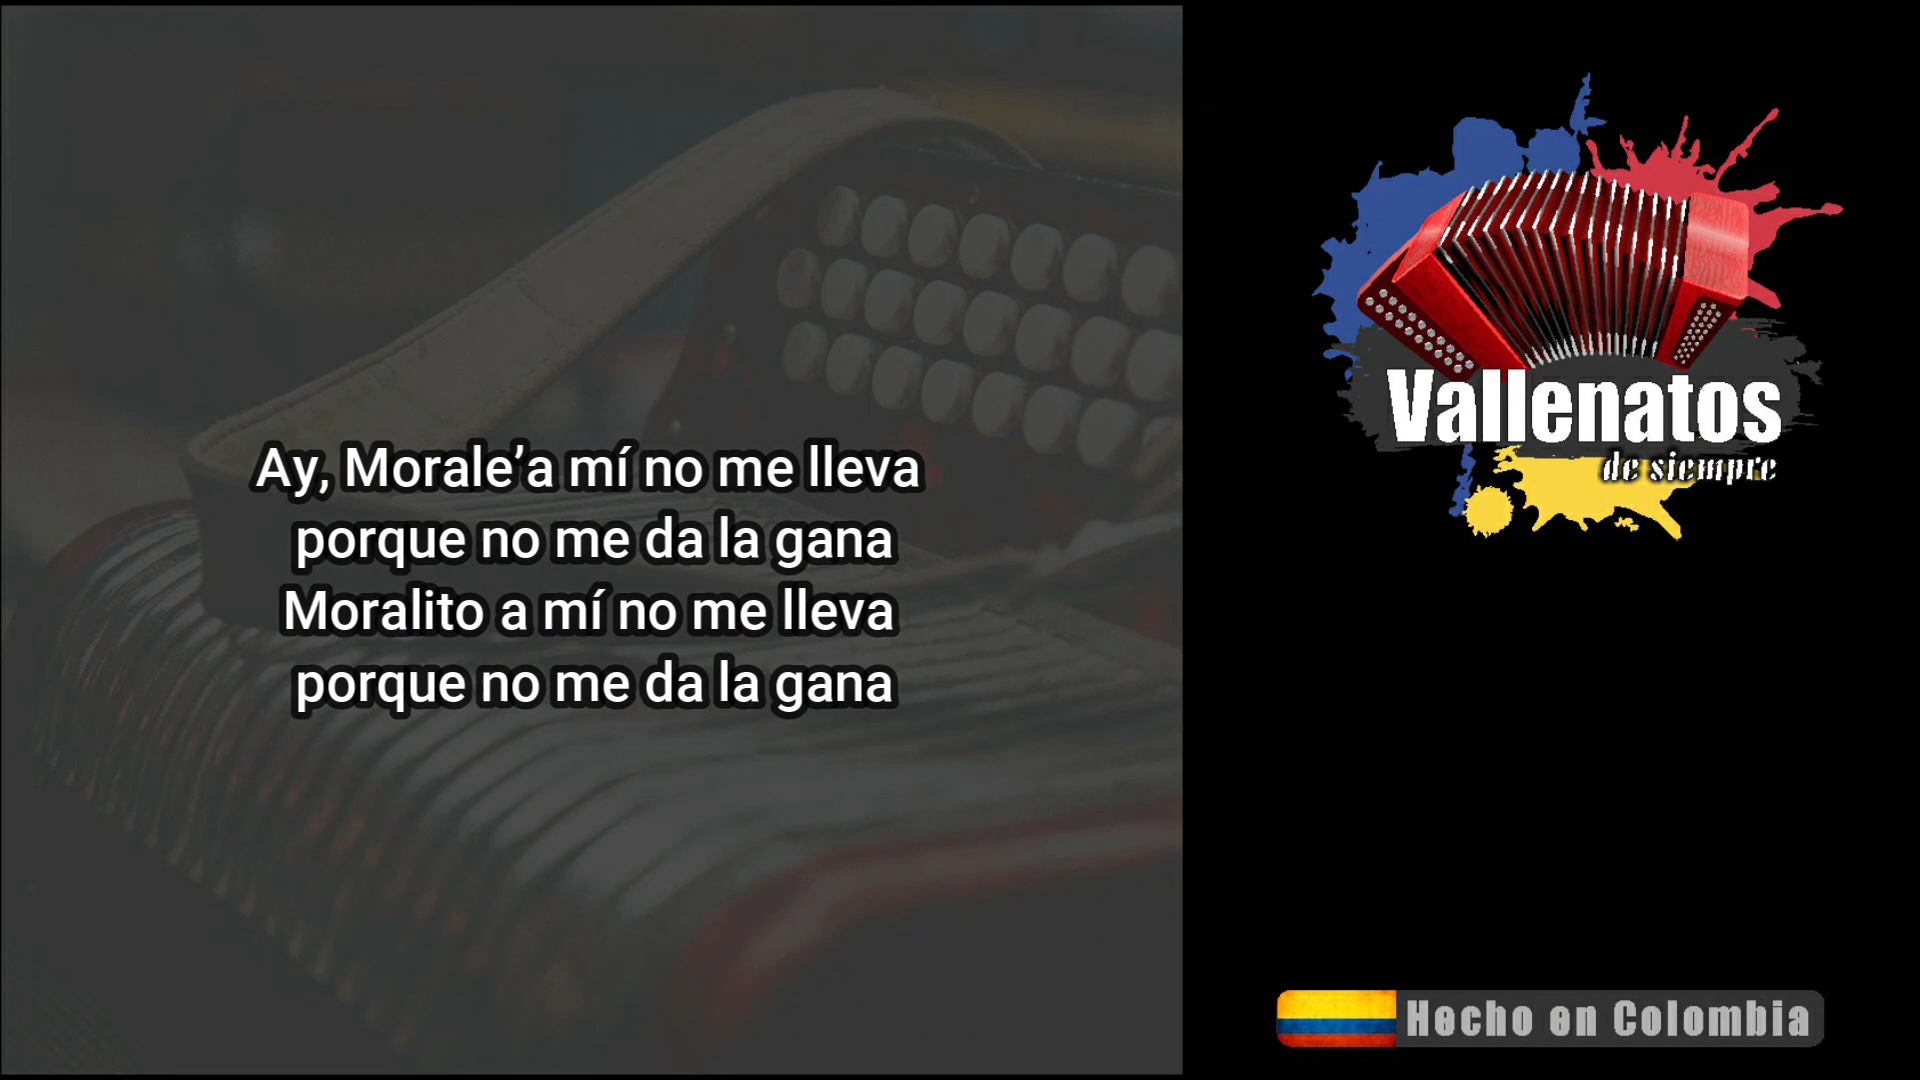 Ay, Morale’a mí no me lleva
porque no me da la gana
Moralito a mí no me lleva
porque no me da la gana
Vallenatos
de siempre
Hecho en Colombia